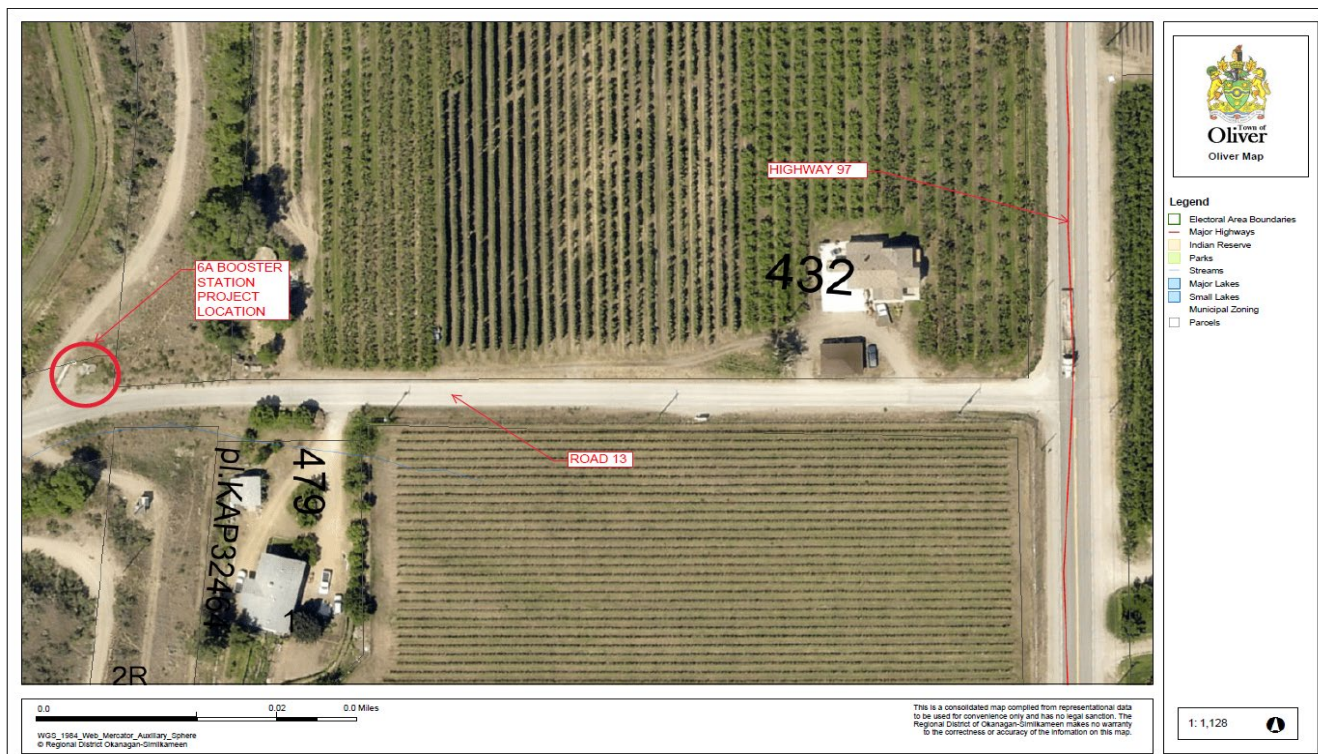 HIGHWAY 97
6A BOOSTER
STATION
PROJECT
LOCATION
432
ROAD 13
479
pl.KAP3246
1
2R
Town of
Oliver
Oliver Map
Legend
Electoral Area Boundaries
Major Highways
Indian Reserve
Parks
Streams
Major Lakes
Small Lakes
Municipal Zoning
Parcels
0.0
0.02
0.0 Miles
WGS_1984_Web_Mercator_Auxiliary_Sphere
© Regional District Okanagan-Similkameen
This is a consolidated map compiled from representational data
to be used for convenience only and has no legal sanction. The
Regional District of Okanagan-Similkameen makes no warranty
to the correctness or accuracy of the information on this map.
1: 1,128